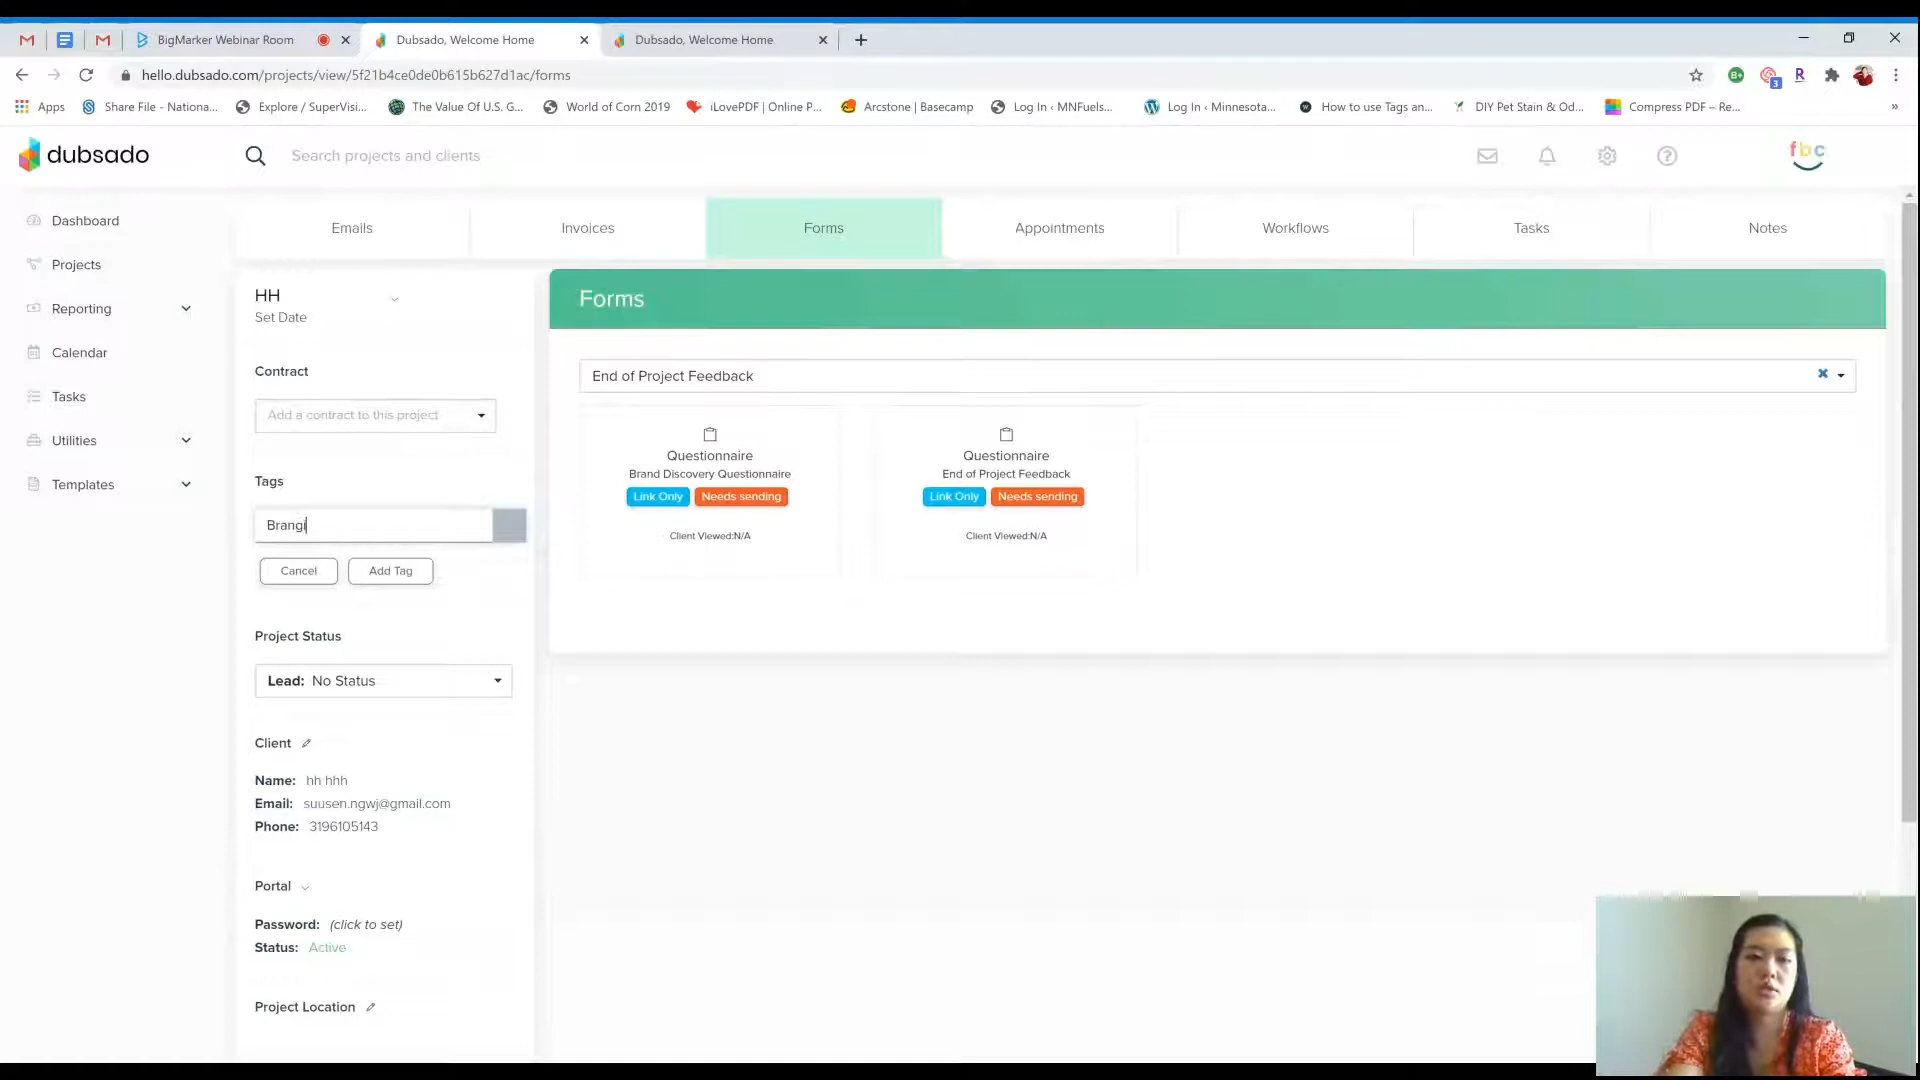 BigMarker Webinar Room
Dubsado, Welcome Home
Dubsado, Welcome Home
hello.dubsado.com/projects/view/5f21b4ce0de0b615b627d1ac/forms
B+
3
R
Apps
Share File - Nationa...
Explore / SuperVisi...
The Value Of U.S. G...
World of Corn 2019
iLovePDF | Online P...
Arcstone | Basecamp
Log In ‹ MNFuels...
Log In ‹ Minnesota...
How to use Tags an...
DIY Pet Stain & Od...
Compress PDF – Re...
»
dubsado
Search projects and clients
fbc
Dashboard
Projects
Reporting
Calendar
Tasks
Utilities
Templates
Emails
Invoices
Forms
Appointments
Workflows
Tasks
Notes
HH
Set Date
Contract
Add a contract to this project
Tags
Brangi
Cancel
Add Tag
Project Status
Lead: No Status
Client
Name: hh hhh
Email: suusen.ngwj@gmail.com
Phone: 3196105143
Portal
Password: (click to set)
Status: Active
Project Location
Forms
End of Project Feedback
Questionnaire
Brand Discovery Questionnaire
Link Only
Needs sending
Client Viewed:N/A
Questionnaire
End of Project Feedback
Link Only
Needs sending
Client Viewed:N/A